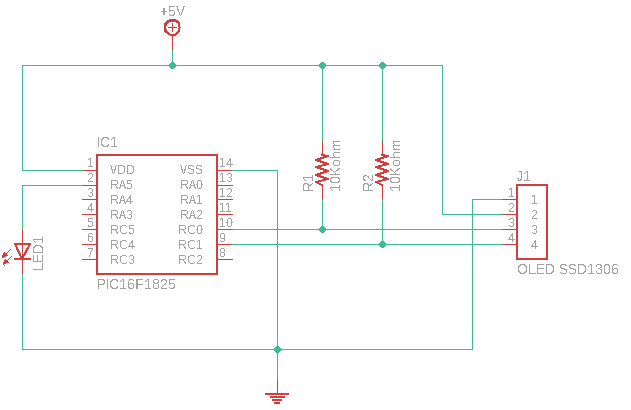 +5V
IC1
1 VDD VSS 14
2 RA5 RA0 13
3 RA4 RA1 12
4 RA3 RA2 11
5 RC5 RC0 10
6 RC4 RC1 9
7 RC3 RC2 8
PIC16F1825
LED1
R1
10Kohm
R2
10Kohm
J1
1 1
2 2
3 3
4 4
OLED SSD1306